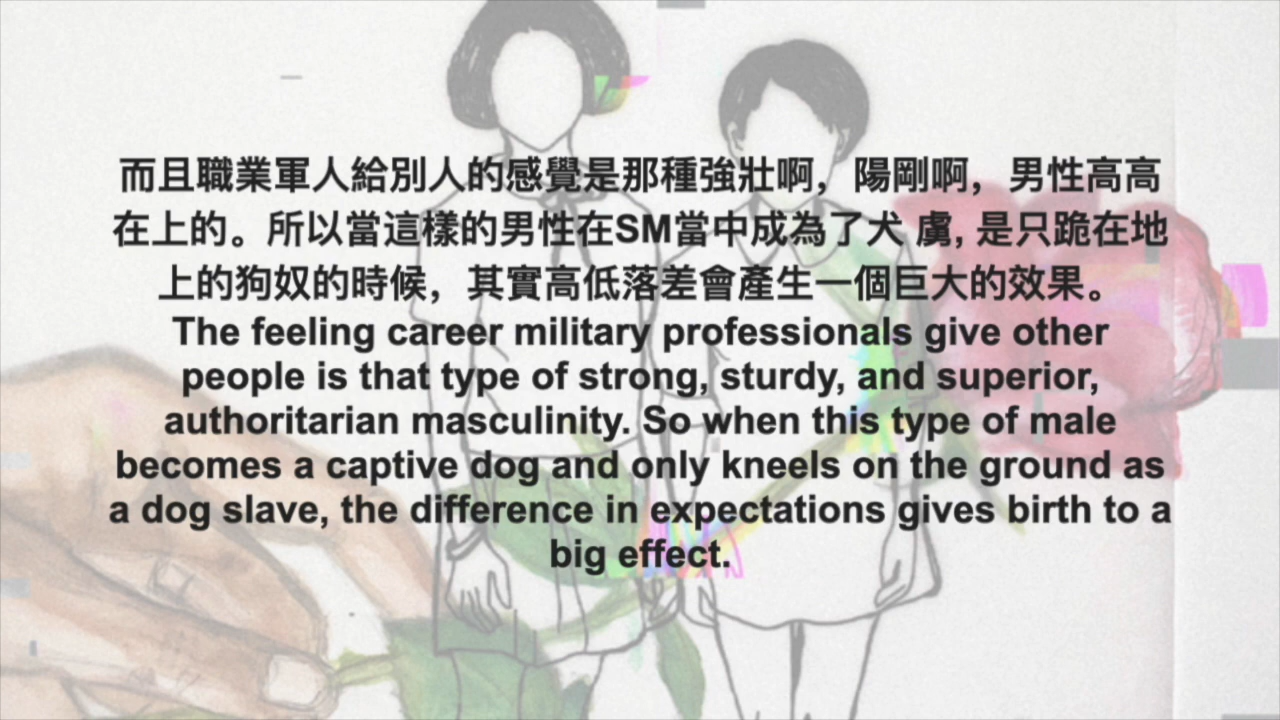 而且職業軍人給別人的感覺是那種強壯啊，陽剛啊，男性高高
在上的。所以當這樣的男性在SM當中成為了犬 虜, 是只跪在地
上的狗奴的時候，其實高低落差會產生一個巨大的效果。
The feeling career military professionals give other
people is that type of strong, sturdy, and superior,
authoritarian masculinity. So when this type of male
becomes a captive dog and only kneels on the ground as
a dog slave, the difference in expectations gives birth to a
big effect.